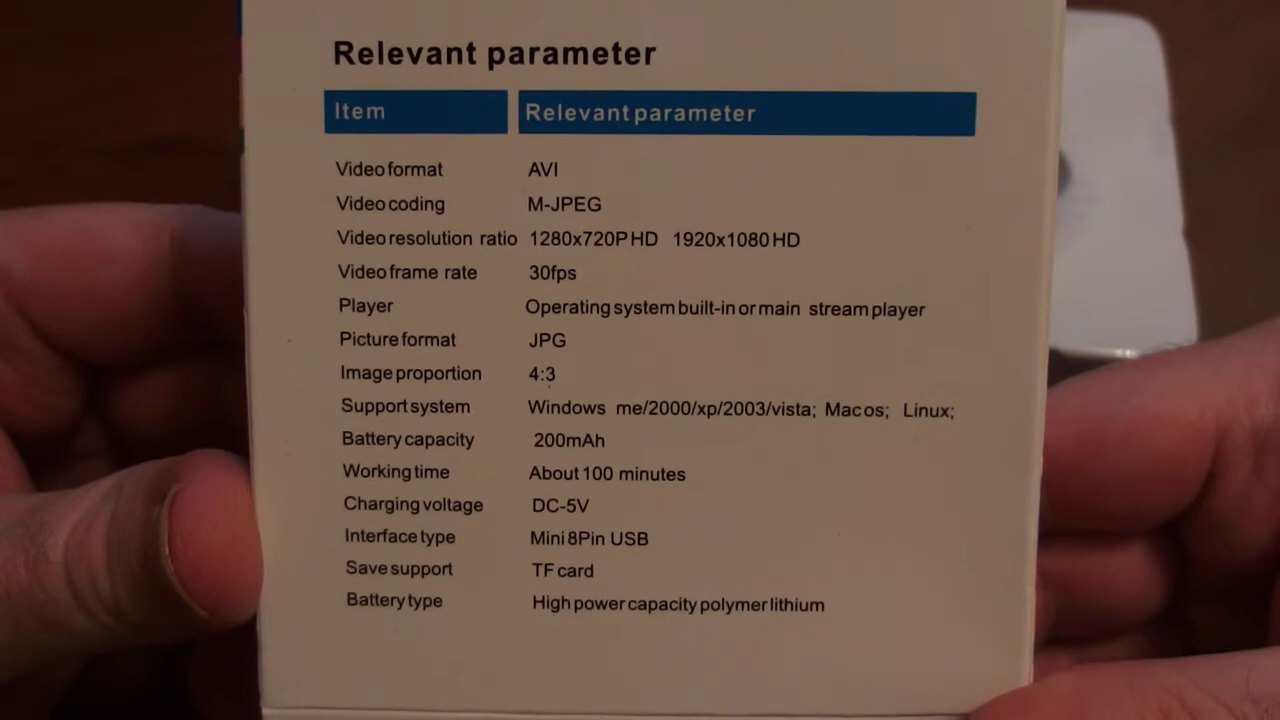 Relevant parameter
Item Relevant parameter
Video format AVI
Video coding M-JPEG
Video resolution ratio 1280x720P HD 1920x1080 HD
Video frame rate 30fps
Player Operating system built-in or main stream player
Picture format JPG
Image proportion 4:3
Support system Windows me/2000/xp/2003/vista; Mac os; Linux;
Battery capacity 200mAh
Working time About 100 minutes
Charging voltage DC-5V
Interface type Mini 8Pin USB
Save support TF card
Battery type High power capacity polymer lithium